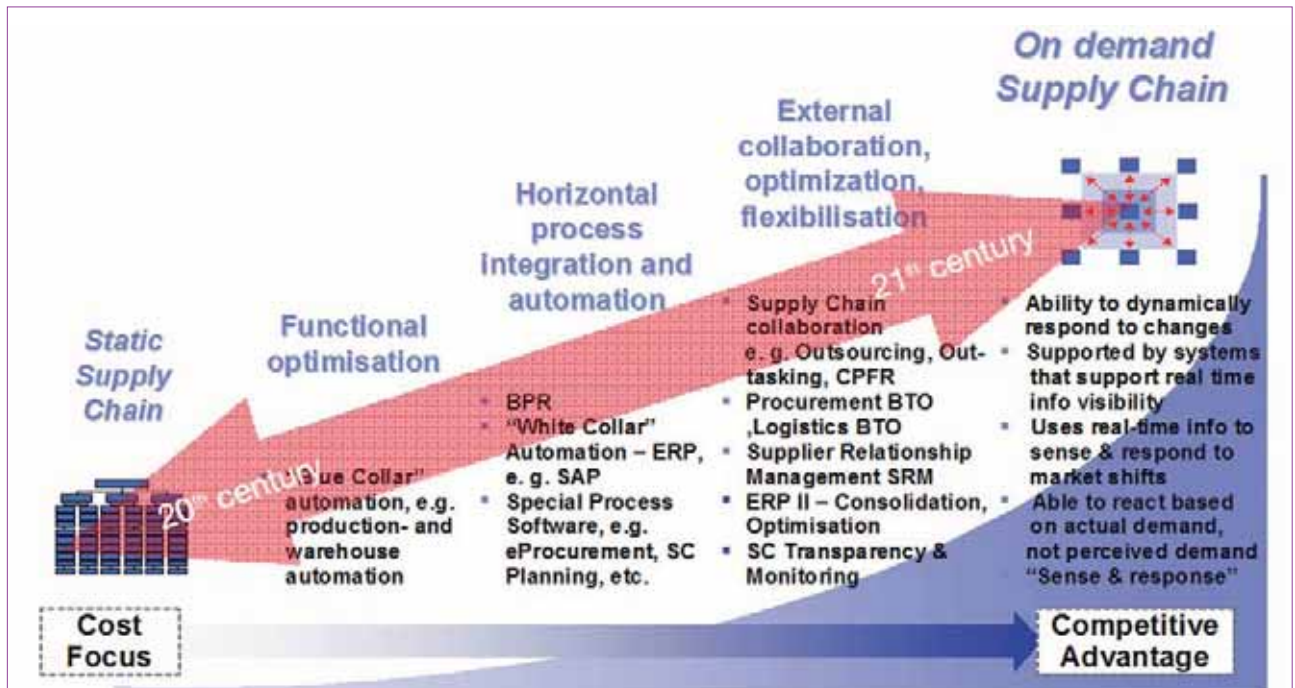 On demand
Supply Chain
External
collaboration,
optimization,
flexibilisation
Horizontal
process
integration and
automation
Functional
optimisation
Static
Supply
Chain
20th century
21th century
Collar"
automation, e.g.
production- and
warehouse
automation
BPR
"White Collar"
Automation – ERP,
e. g. SAP
Special Process
Software, e.g.
eProcurement, SC
Planning, etc.
Supply Chain
collaboration
e. g. Outsourcing, Out-
tasking, CPFR
Procurement BTO
,Logistics BTO
Supplier Relationship
Management SRM
ERP II – Consolidation,
Optimisation
SC Transparency &
Monitoring
Ability to dynamically
respond to changes
Supported by systems
that support real time
info visibility
Uses real-time info to
sense & respond to
market shifts
Able to react based
on actual demand,
not perceived demand
"Sense & response"
Cost
Focus
Competitive
Advantage